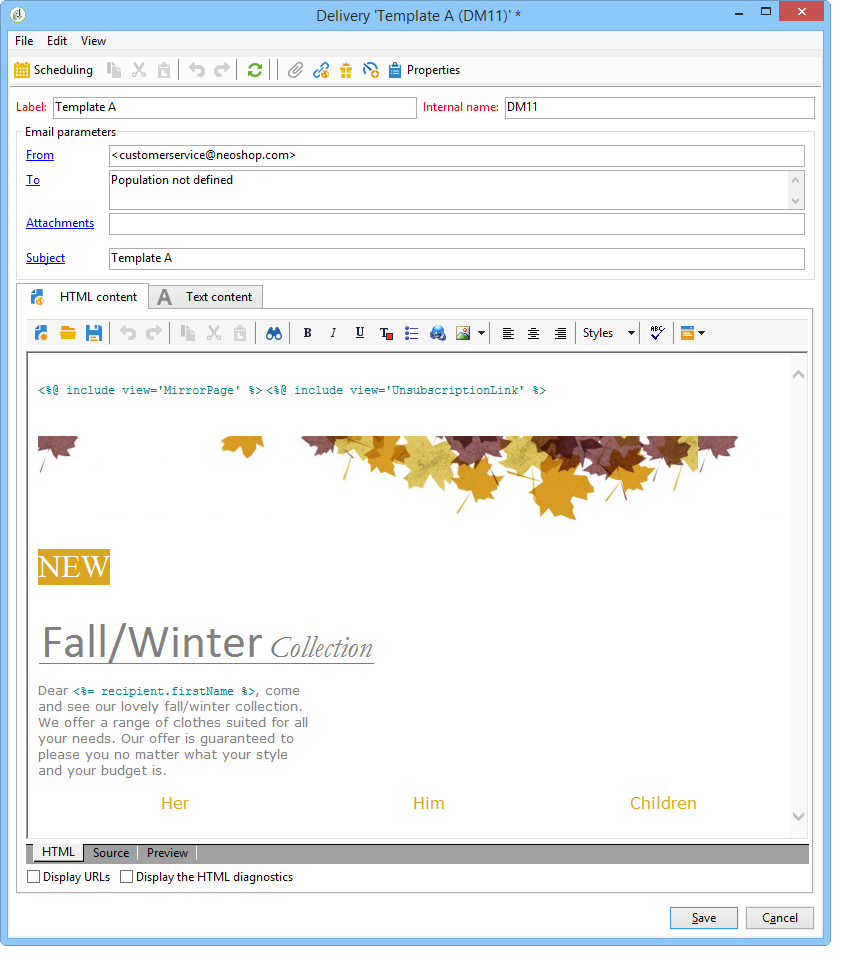 Delivery 'Template A (DM11)' *
File Edit View
Scheduling Properties
Label: Template A Internal name: DM11
Email parameters
From <customerservice@neoshop.com>
To Population not defined
Attachments
Subject Template A
HTML content A Text content
B I U T Styles ABC
<%@ include view='MirrorPage' %> <%@ include view='UnsubscriptionLink' %>
NEW
Fall/Winter Collection
Dear <%= recipient.firstName %>, come
and see our lovely fall/winter collection.
We offer a range of clothes suited for all
your needs. Our offer is guaranteed to
please you no matter what your style
and your budget is.
Her Him Children
HTML Source Preview
Display URLs Display the HTML diagnostics
Save Cancel